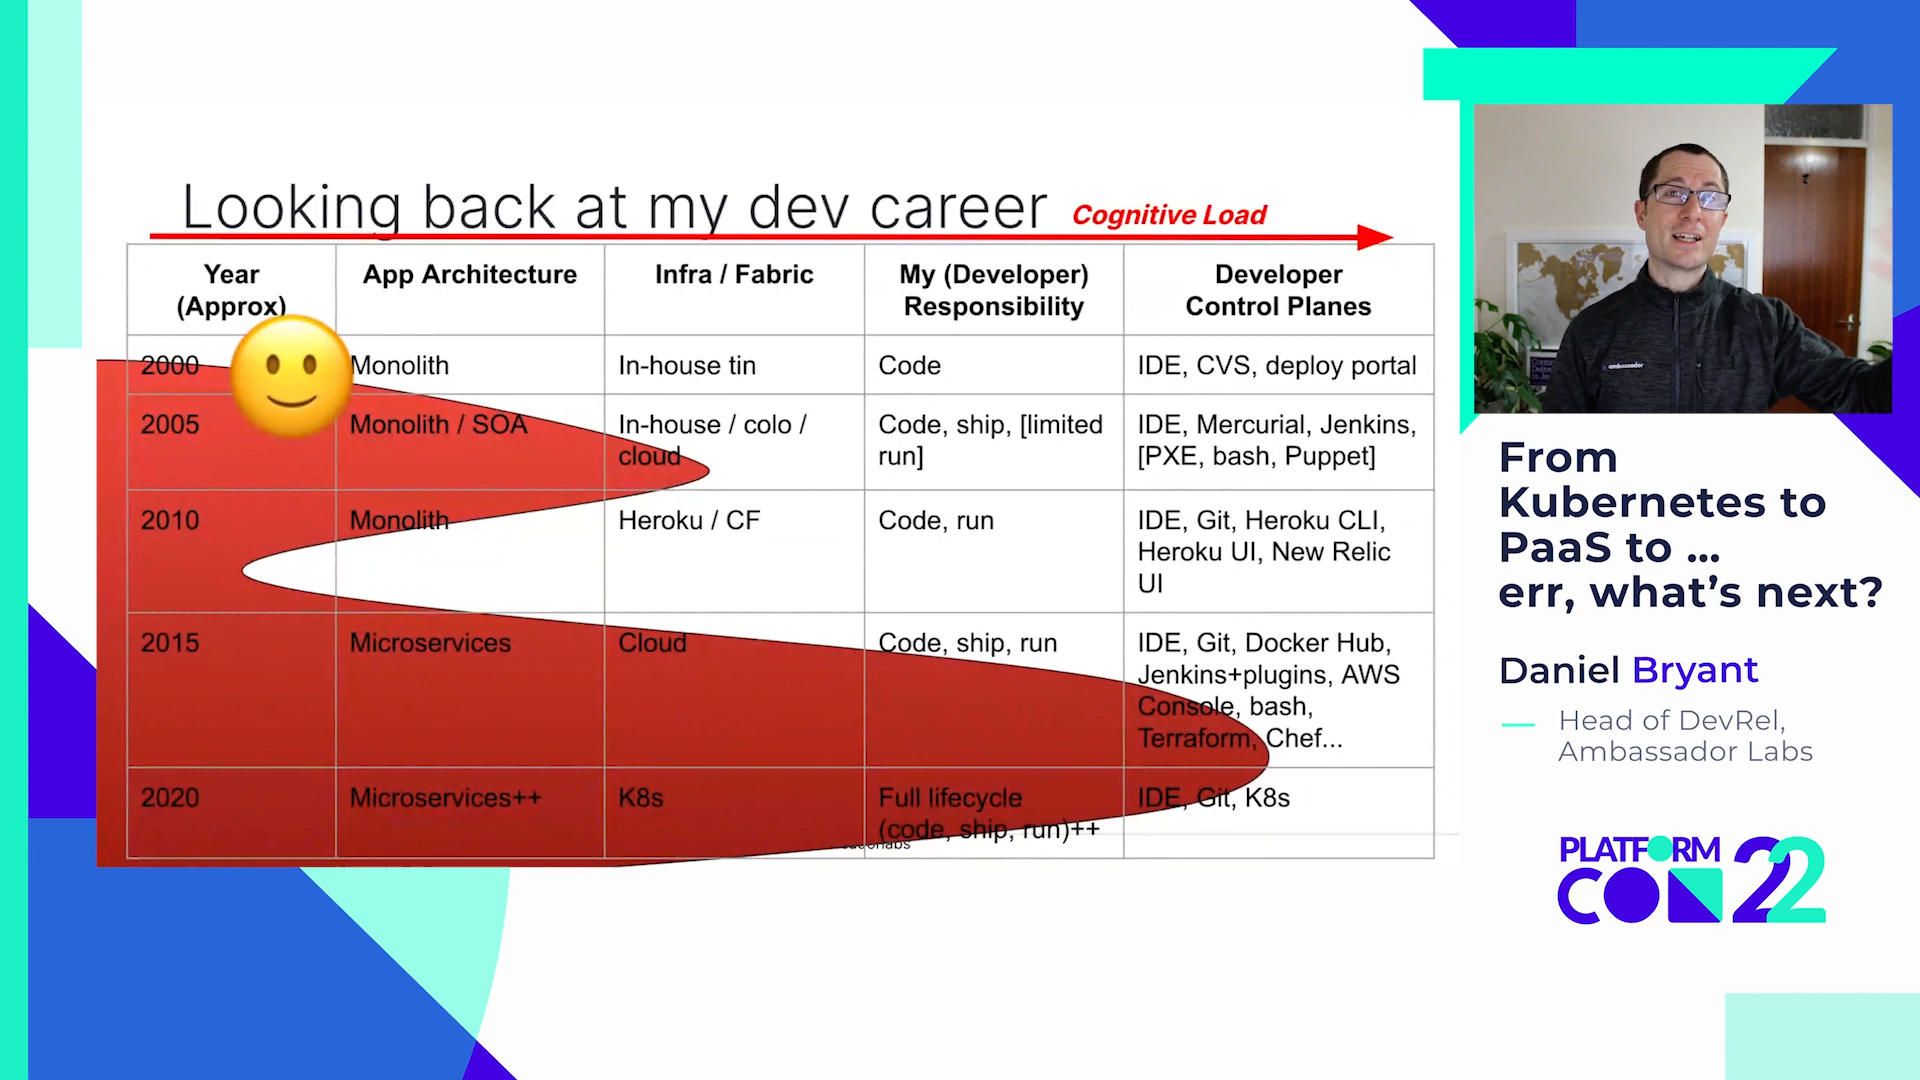 Looking back at my dev career
Cognitive Load
Year
(Approx)
App Architecture
Infra / Fabric
My (Developer)
Responsibility
Developer
Control Planes
2000
Monolith
In-house tin
Code
IDE, CVS, deploy portal
2005
Monolith / SOA
In-house / colo /
cloud
Code, ship, [limited
run]
IDE, Mercurial, Jenkins,
[PXE, bash, Puppet]
2010
Monolith
Heroku / CF
Code, run
IDE, Git, Heroku CLI,
Heroku UI, New Relic
UI
2015
Microservices
Cloud
Code, ship, run
IDE, Git, Docker Hub,
Jenkins+plugins, AWS
Console, bash,
Terraform, Chef...
2020
Microservices++
K8s
Full lifecycle
(code, ship, run)++
IDE, Git, K8s
ambassador
From
Kubernetes to
PaaS to ...
err, what's next?
Daniel Bryant
Head of DevRel,
Ambassador Labs
PLATFORM
CON 22